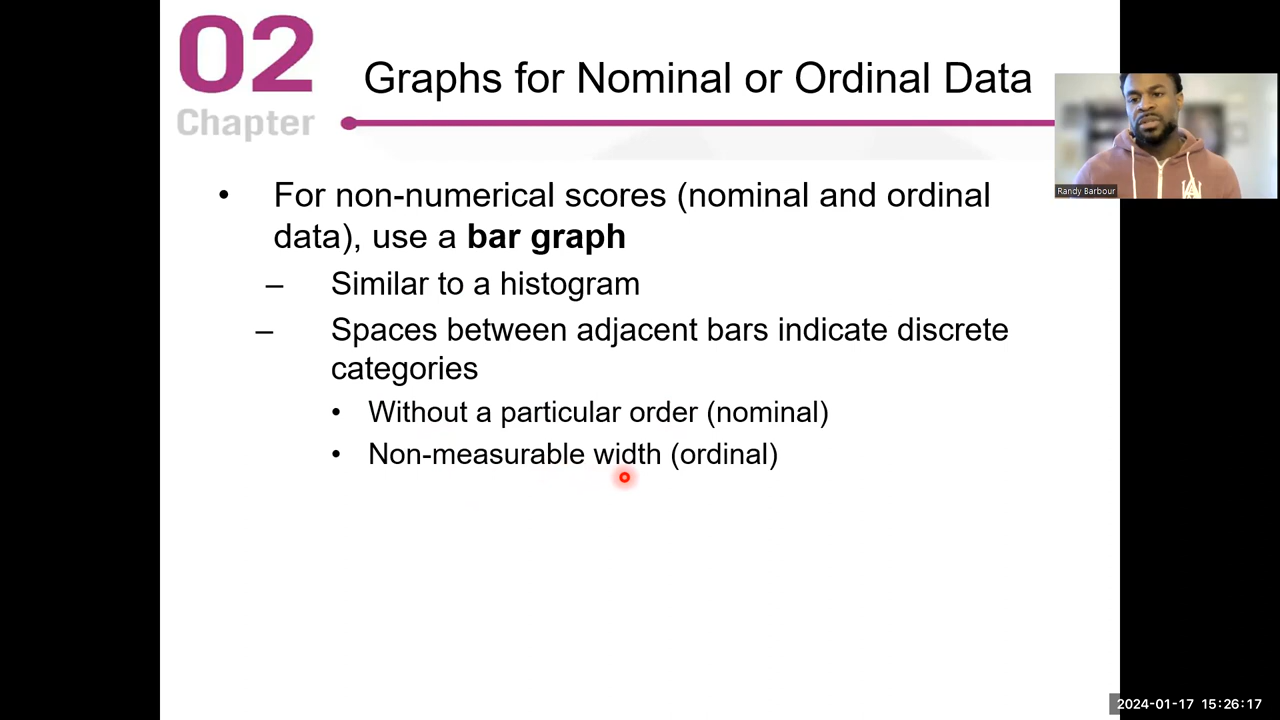 02
Chapter
Graphs for Nominal or Ordinal Data
Randy Barbour
• For non-numerical scores (nominal and ordinal
data), use a bar graph
– Similar to a histogram
– Spaces between adjacent bars indicate discrete
categories
• Without a particular order (nominal)
• Non-measurable width (ordinal)
2024-01-17 15:26:17